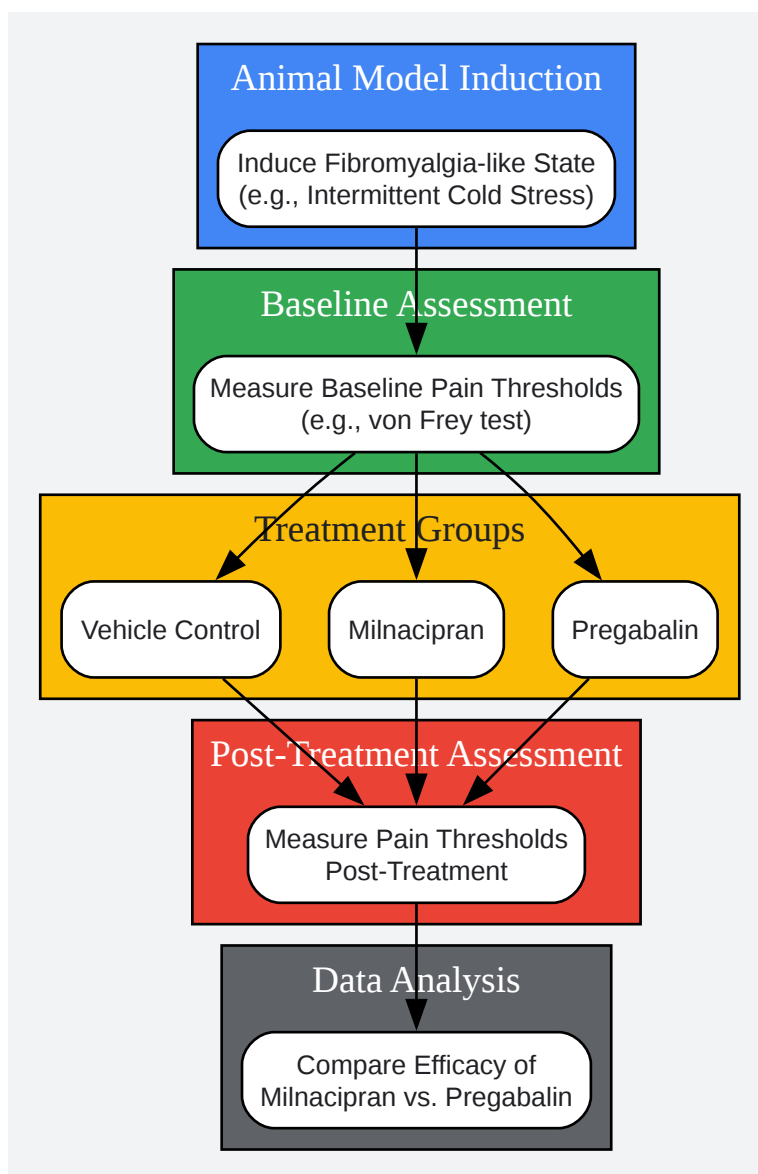 Animal Model Induction
Induce Fibromyalgia-like State
(e.g., Intermittent Cold Stress)
Baseline Assessment
Measure Baseline Pain Thresholds
(e.g., von Frey test)
Treatment Groups
Vehicle Control
Milnacipran
Pregabalin
Post-Treatment Assessment
Measure Pain Thresholds
Post-Treatment
Data Analysis
Compare Efficacy of
Milnacipran vs. Pregabalin